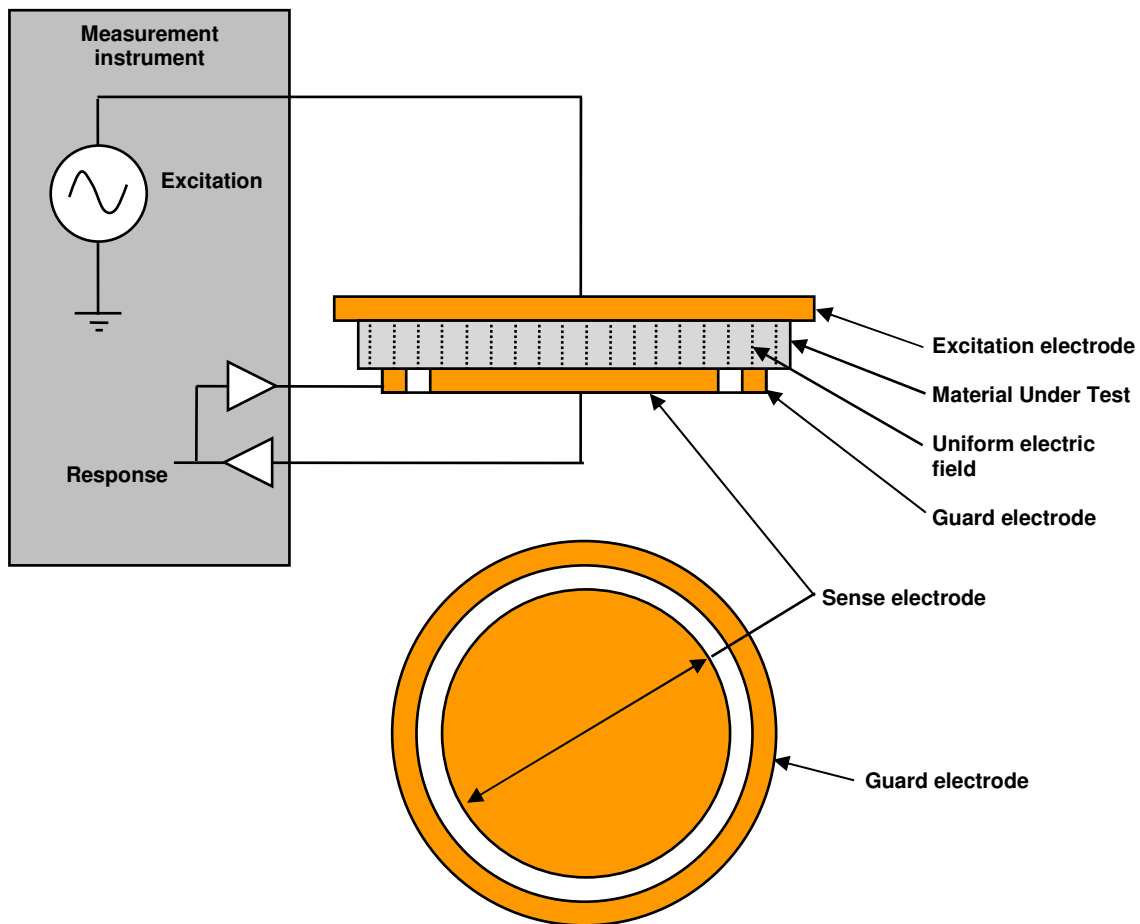 Measurement
instrument
Excitation
Response
Excitation electrode
Material Under Test
Uniform electric
field
Guard electrode
Sense electrode
Guard electrode